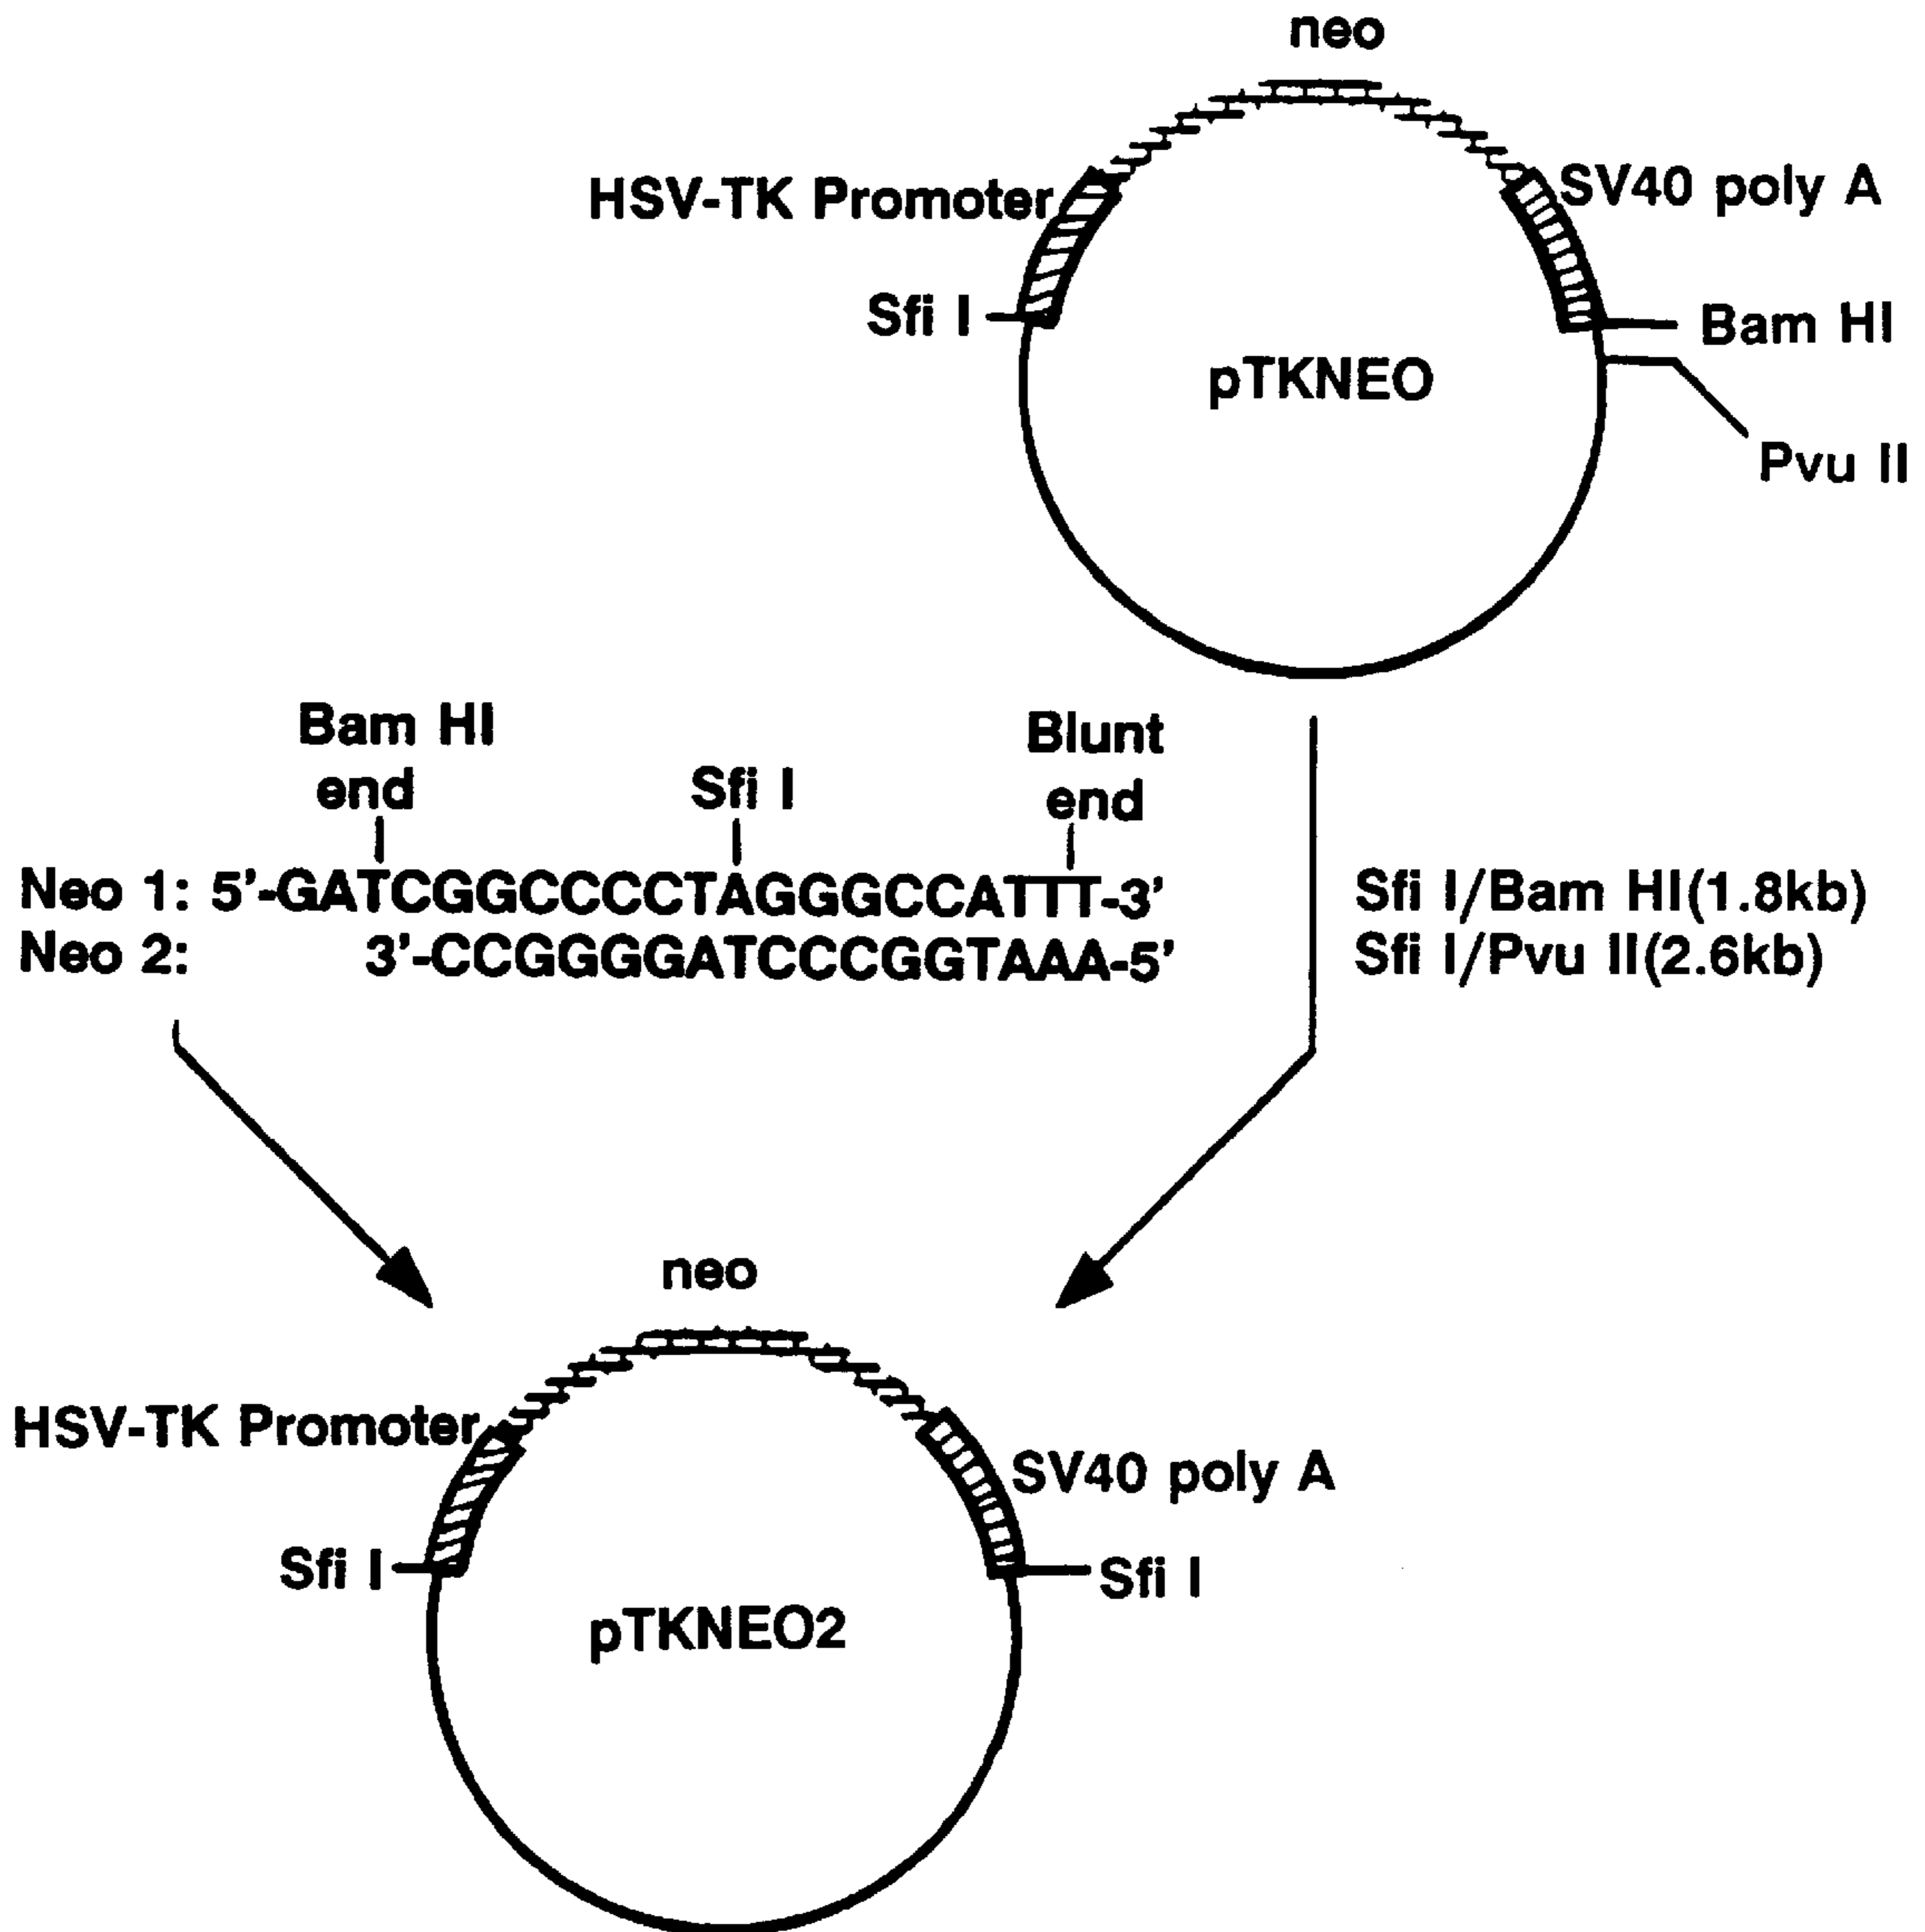 neo
HSV-TK Promoter
SV40 poly A
Sfi I
Bam HI
pTKNEO
Pvu II
Bam HI
end
Sfi I
Blunt
end
Neo 1: 5'-GATCGGCCCCTAGGGCCATTT-3'
Neo 2: 3'-CCGGGGATCCCGGTAAA-5'
Sfi I/Bam HI(1.8kb)
Sfi I/Pvu II(2.6kb)
neo
HSV-TK Promoter
SV40 poly A
Sfi I
Sfi I
pTKNEO2